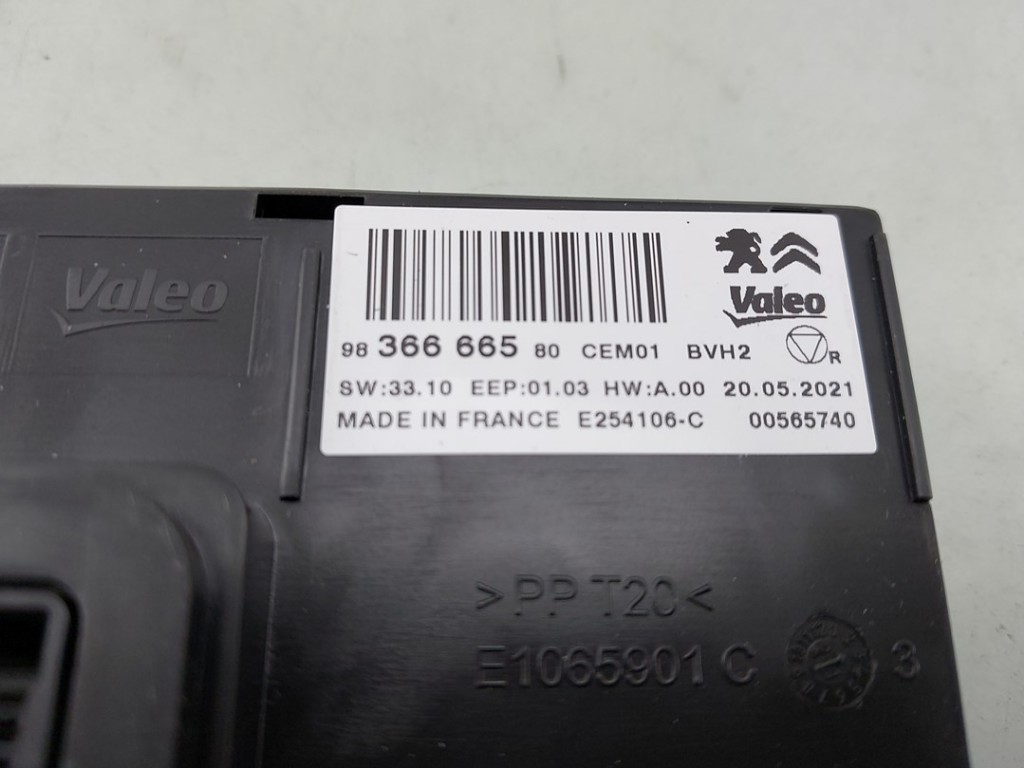 Valeo
Valeo
98 366 665 80 CEM01 BVH2 R
SW:33.10 EEP:01.03 HW:A.00 20.05.2021
MADE IN FRANCE E254106-C 00565740
>PP T20<
E1065901 C 3